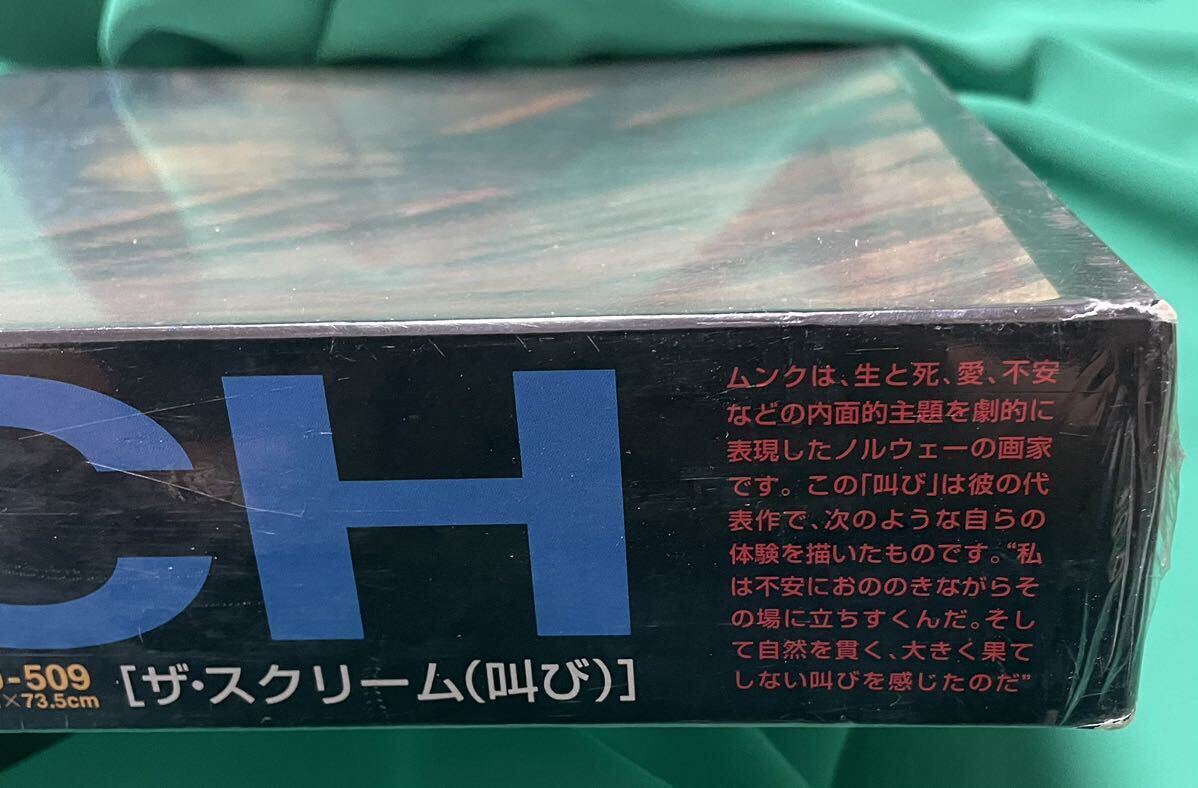 CH
-509
×73.5cm
[ザ・スクリーム(叫び)]
ムンクは、生と死、愛、不安
などの内面的主題を劇的に
表現したノルウェーの画家
です。この「叫び」は彼の代
表作で、次のような自らの
体験を描いたものです。“私
は不安におののきながらそ
の場に立ちすくんだ。そし
て自然を貫く、大きく果て
しない叫びを感じたのだ”